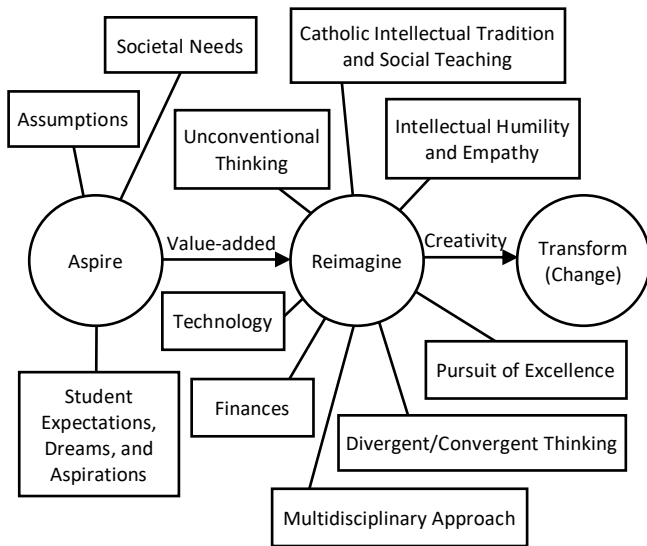 Societal Needs
Catholic Intellectual Tradition
and Social Teaching
Assumptions
Unconventional
Thinking
Intellectual Humility
and Empathy
Aspire
Value-added
Reimagine
Creativity
Transform
(Change)
Technology
Student
Expectations,
Dreams, and
Aspirations
Finances
Pursuit of Excellence
Divergent/Convergent Thinking
Multidisciplinary Approach